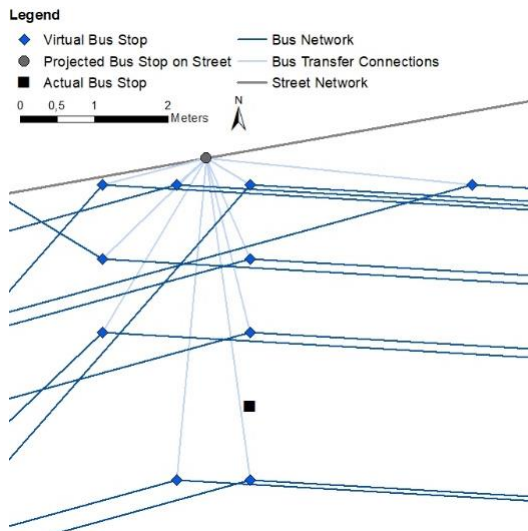 Legend
Virtual Bus Stop Bus Network
Projected Bus Stop on Street Bus Transfer Connections
Actual Bus Stop Street Network
0 0,5 1 2 Meters N